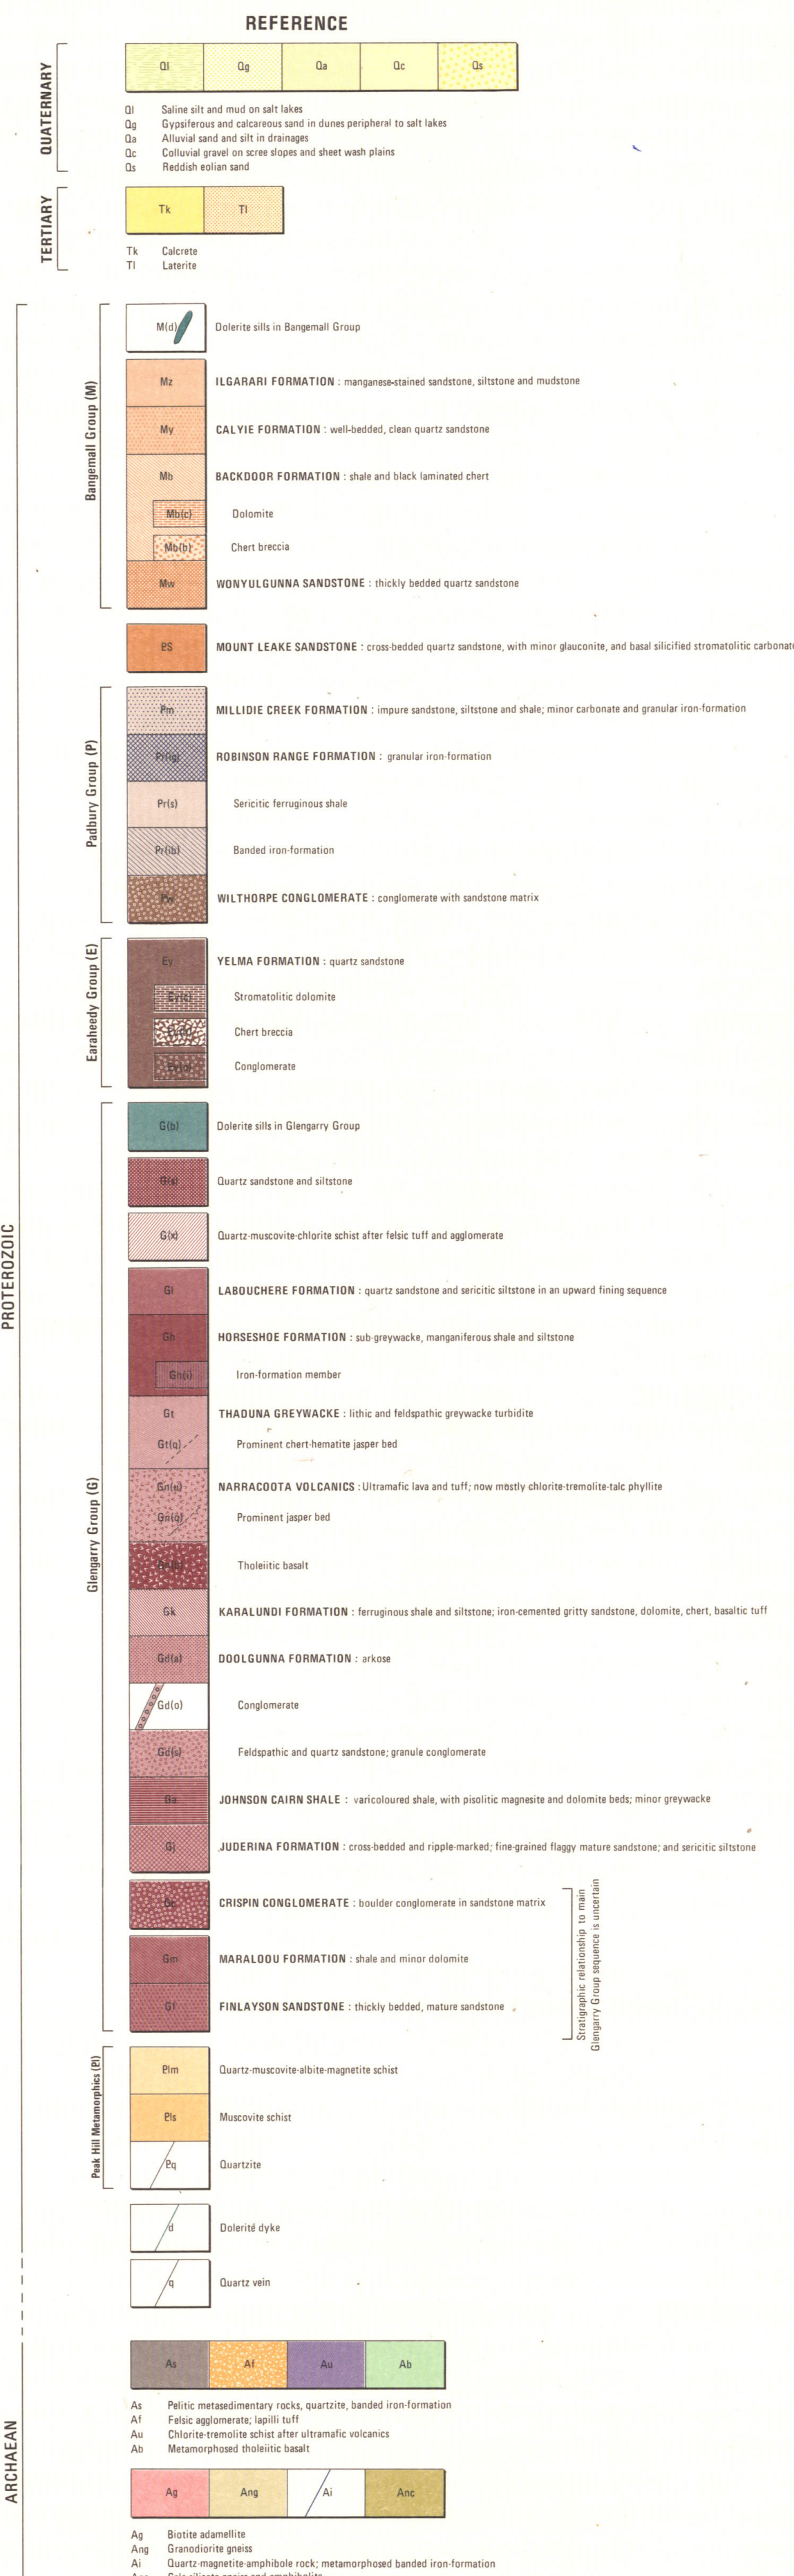 REFERENCE
QUATERNARY
Ql Qg Qa Qc Qs
Ql Saline silt and mud on salt lakes
Qg Gypsiferous and calcareous sand in dunes peripheral to salt lakes
Qa Alluvial sand and silt in drainages
Qc Colluvial gravel on scree slopes and sheet wash plains
Qs Reddish eolian sand
TERTIARY
Tk Tl
Tk Calcrete
Tl Laterite
PROTEROZOIC
Bangemall Group (M)
M(d) Dolerite sills in Bangemall Group
Mz ILGARARI FORMATION : manganese-stained sandstone, siltstone and mudstone
My CALYIE FORMATION : well-bedded, clean quartz sandstone
Mb BACKDOOR FORMATION : shale and black laminated chert
Mb(c) Dolomite
Mb(b) Chert breccia
Mw WONYULGUNNA SANDSTONE : thickly bedded quartz sandstone
PS MOUNT LEAKE SANDSTONE : cross-bedded quartz sandstone, with minor glauconite, and basal silicified stromatolitic carbonate
Padbury Group (P)
Pm MILLIDIE CREEK FORMATION : impure sandstone, siltstone and shale; minor carbonate and granular iron-formation
Pr(ig) ROBINSON RANGE FORMATION : granular iron-formation
Pr(s) Sericitic ferruginous shale
Pr(ib) Banded iron-formation
Pw WILTHORPE CONGLOMERATE : conglomerate with sandstone matrix
Earaheedy Group (E)
Ey YELMA FORMATION : quartz sandstone
Ey(c) Stromatolitic dolomite
Chert breccia
Ey(o) Conglomerate
Glengarry Group (G)
G(b) Dolerite sills in Glengarry Group
G(s) Quartz sandstone and siltstone
G(x) Quartz-muscovite-chlorite schist after felsic tuff and agglomerate
Gl LABOUCHERE FORMATION : quartz sandstone and sericitic siltstone in an upward fining sequence
Gh HORSESHOE FORMATION : sub-greywacke, manganiferous shale and siltstone
Gh(i) Iron-formation member
Gt THADUNA GREYWACKE : lithic and feldspathic greywacke turbidite
Gt(q) Prominent chert-hematite jasper bed
Gn(u) NARRACOOTA VOLCANICS : Ultramafic lava and tuff; now mostly chlorite-tremolite-talc phyllite
Gn(q) Prominent jasper bed
Tholeiitic basalt
Gk KARALUNDI FORMATION : ferruginous shale and siltstone; iron-cemented gritty sandstone, dolomite, chert, basaltic tuff
Gd(a) DOOLGUNNA FORMATION : arkose
Gd(o) Conglomerate
Gd(s) Feldspathic and quartz sandstone; granule conglomerate
Ga JOHNSON CAIRN SHALE : varicoloured shale, with pisolitic magnesite and dolomite beds; minor greywacke
Gj JUDERINA FORMATION : cross-bedded and ripple-marked; fine-grained flaggy mature sandstone; and sericitic siltstone
CRISPIN CONGLOMERATE : boulder conglomerate in sandstone matrix
Gm MARALOOU FORMATION : shale and minor dolomite
Gf FINLAYSON SANDSTONE : thickly bedded, mature sandstone
Stratigraphic relationship to main
Glengarry Group sequence is uncertain
Peak Hill Metamorphics (Pl)
Plm Quartz-muscovite-albite-magnetite schist
Pls Muscovite schist
Pq Quartzite
d Dolerite dyke
q Quartz vein
ARCHAEAN
As Af Au Ab
As Pelitic metasedimentary rocks, quartzite, banded iron-formation
Af Felsic agglomerate; lapilli tuff
Au Chlorite-tremolite schist after ultramafic volcanics
Ab Metamorphosed tholeiitic basalt
Ag Ang Ai Anc
Ag Biotite adamellite
Ang Granodiorite gneiss
Ai Quartz-magnetite-amphibole rock; metamorphosed banded iron-formation